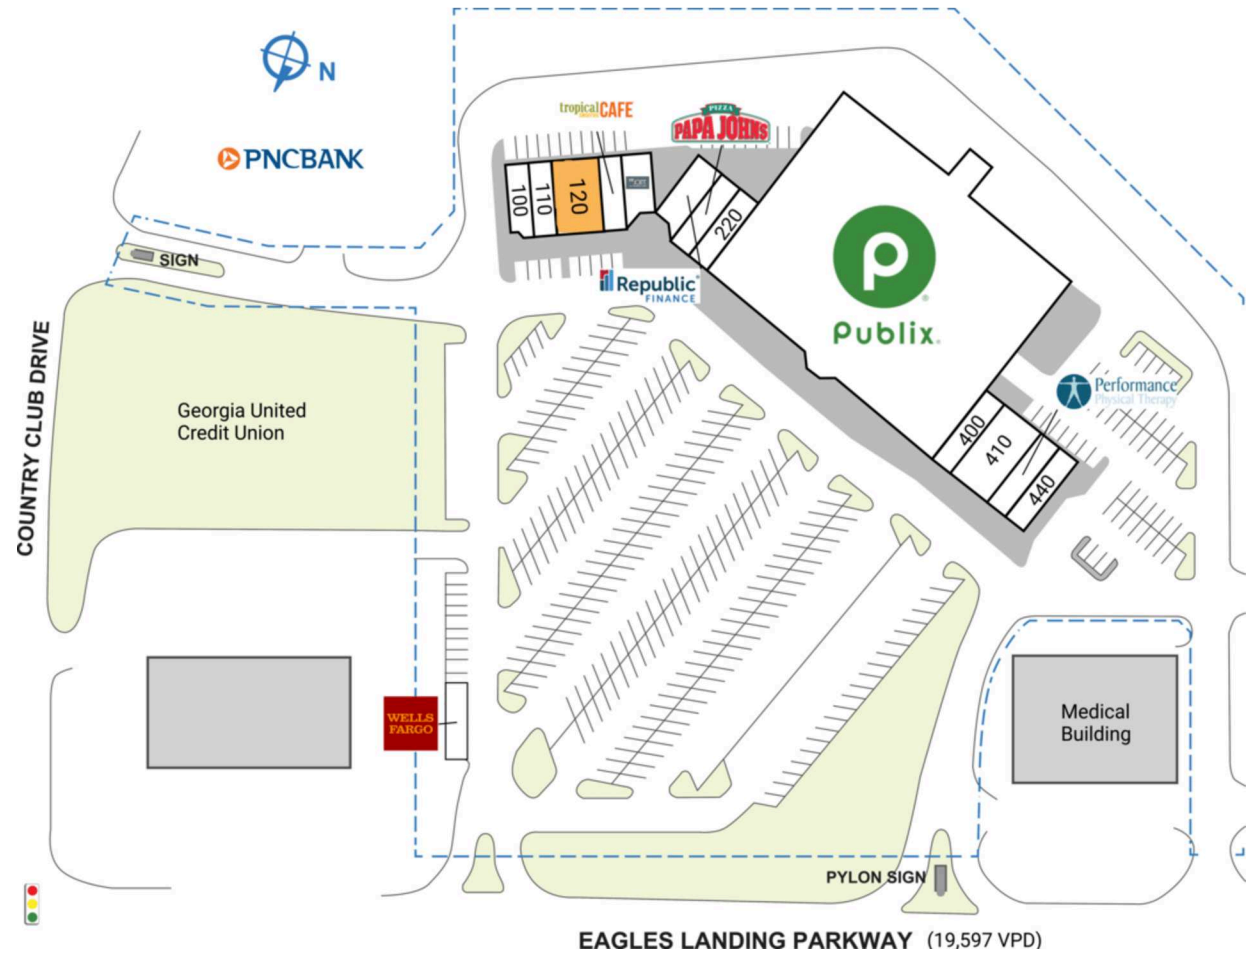 N
PNCBANK
tropical CAFE
SMOOTHIE
PIZZA
PAPA JOHNS
100
110
120
220
SIGN
Republic
FINANCE
Publix
COUNTRY CLUB DRIVE
Georgia United
Credit Union
Performance
Physical Therapy
400
410
440
WELLS
FARGO
Medical
Building
PYLON SIGN
EAGLES LANDING PARKWAY (19,597 VPD)